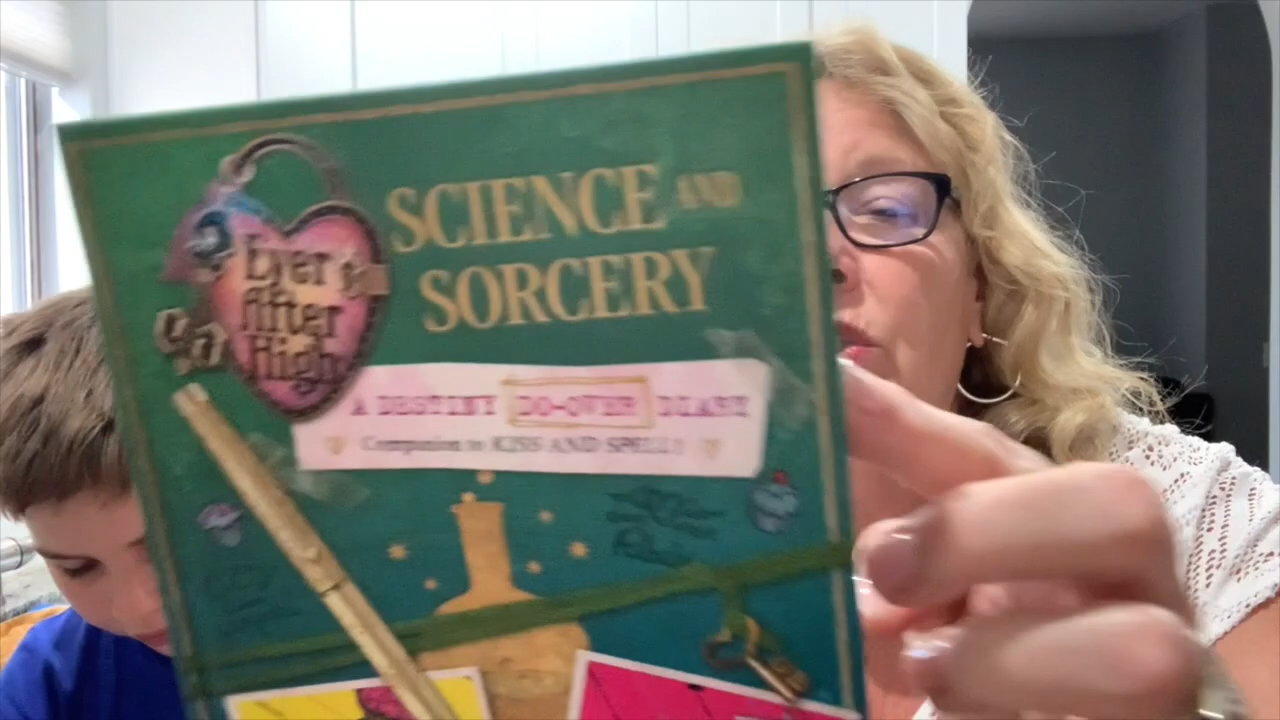 Ever
After
High
SCIENCE AND
SORCERY
A DESTINY DO-OVER DIARY
Companion to KISS AND SPELL!